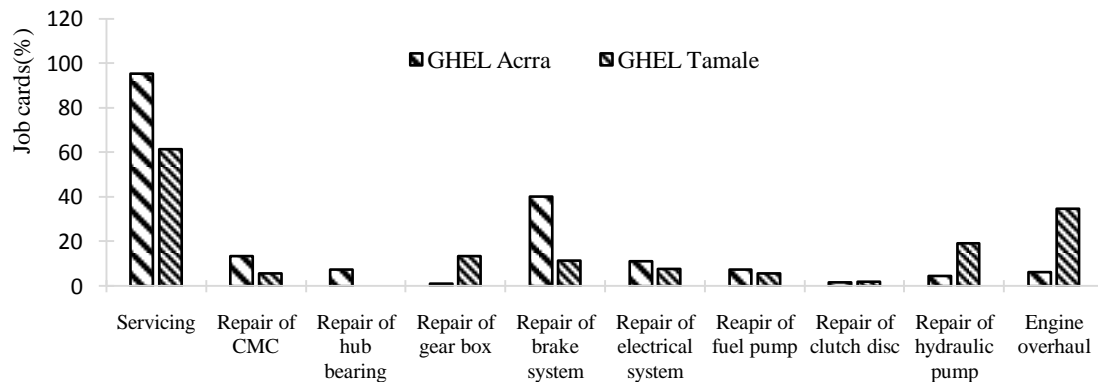 120
100
80
60
40
20
0
Job cards(%)
GHEL Acrra GHEL Tamale
Servicing
Repair of
CMC
Repair of
hub
bearing
Repair of
gear box
Repair of
brake
system
Repair of
electrical
system
Reapir of
fuel pump
Repair of
clutch disc
Repair of
hydraulic
pump
Engine
overhaul